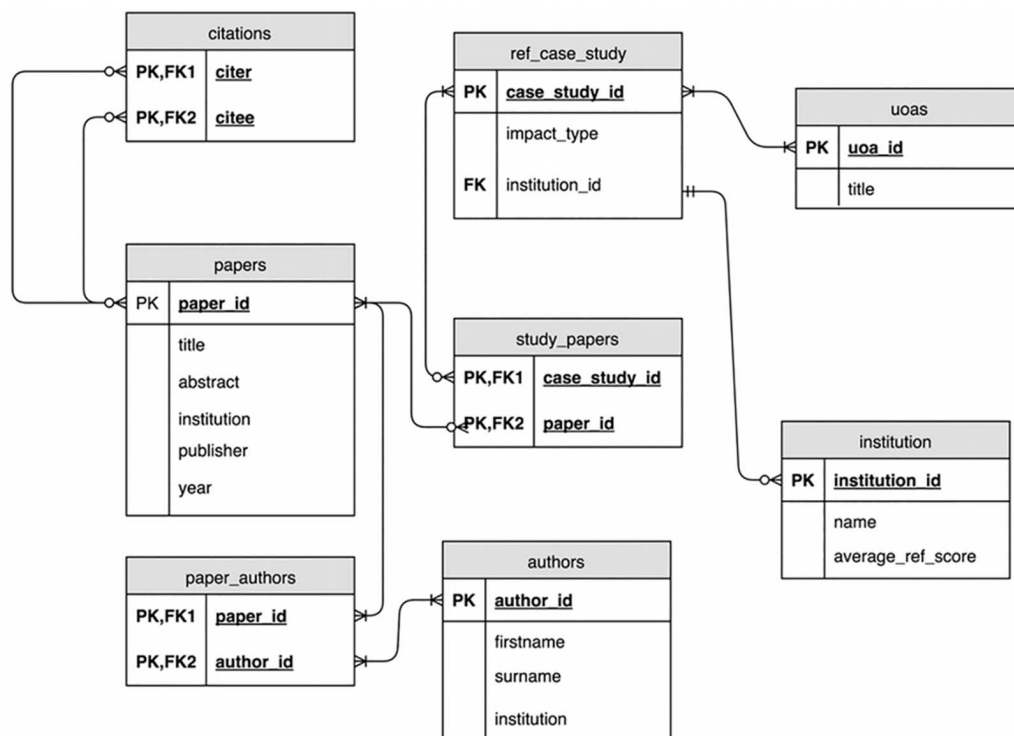 citations
PK,FK1 citer
PK,FK2 citee
ref_case_study
PK case_study_id
impact_type
FK institution_id
uoas
PK uoa_id
title
papers
PK paper_id
title
abstract
institution
publisher
year
study_papers
PK,FK1 case_study_id
PK,FK2 paper_id
institution
PK institution_id
name
average_ref_score
paper_authors
PK,FK1 paper_id
PK,FK2 author_id
authors
PK author_id
firstname
surname
institution